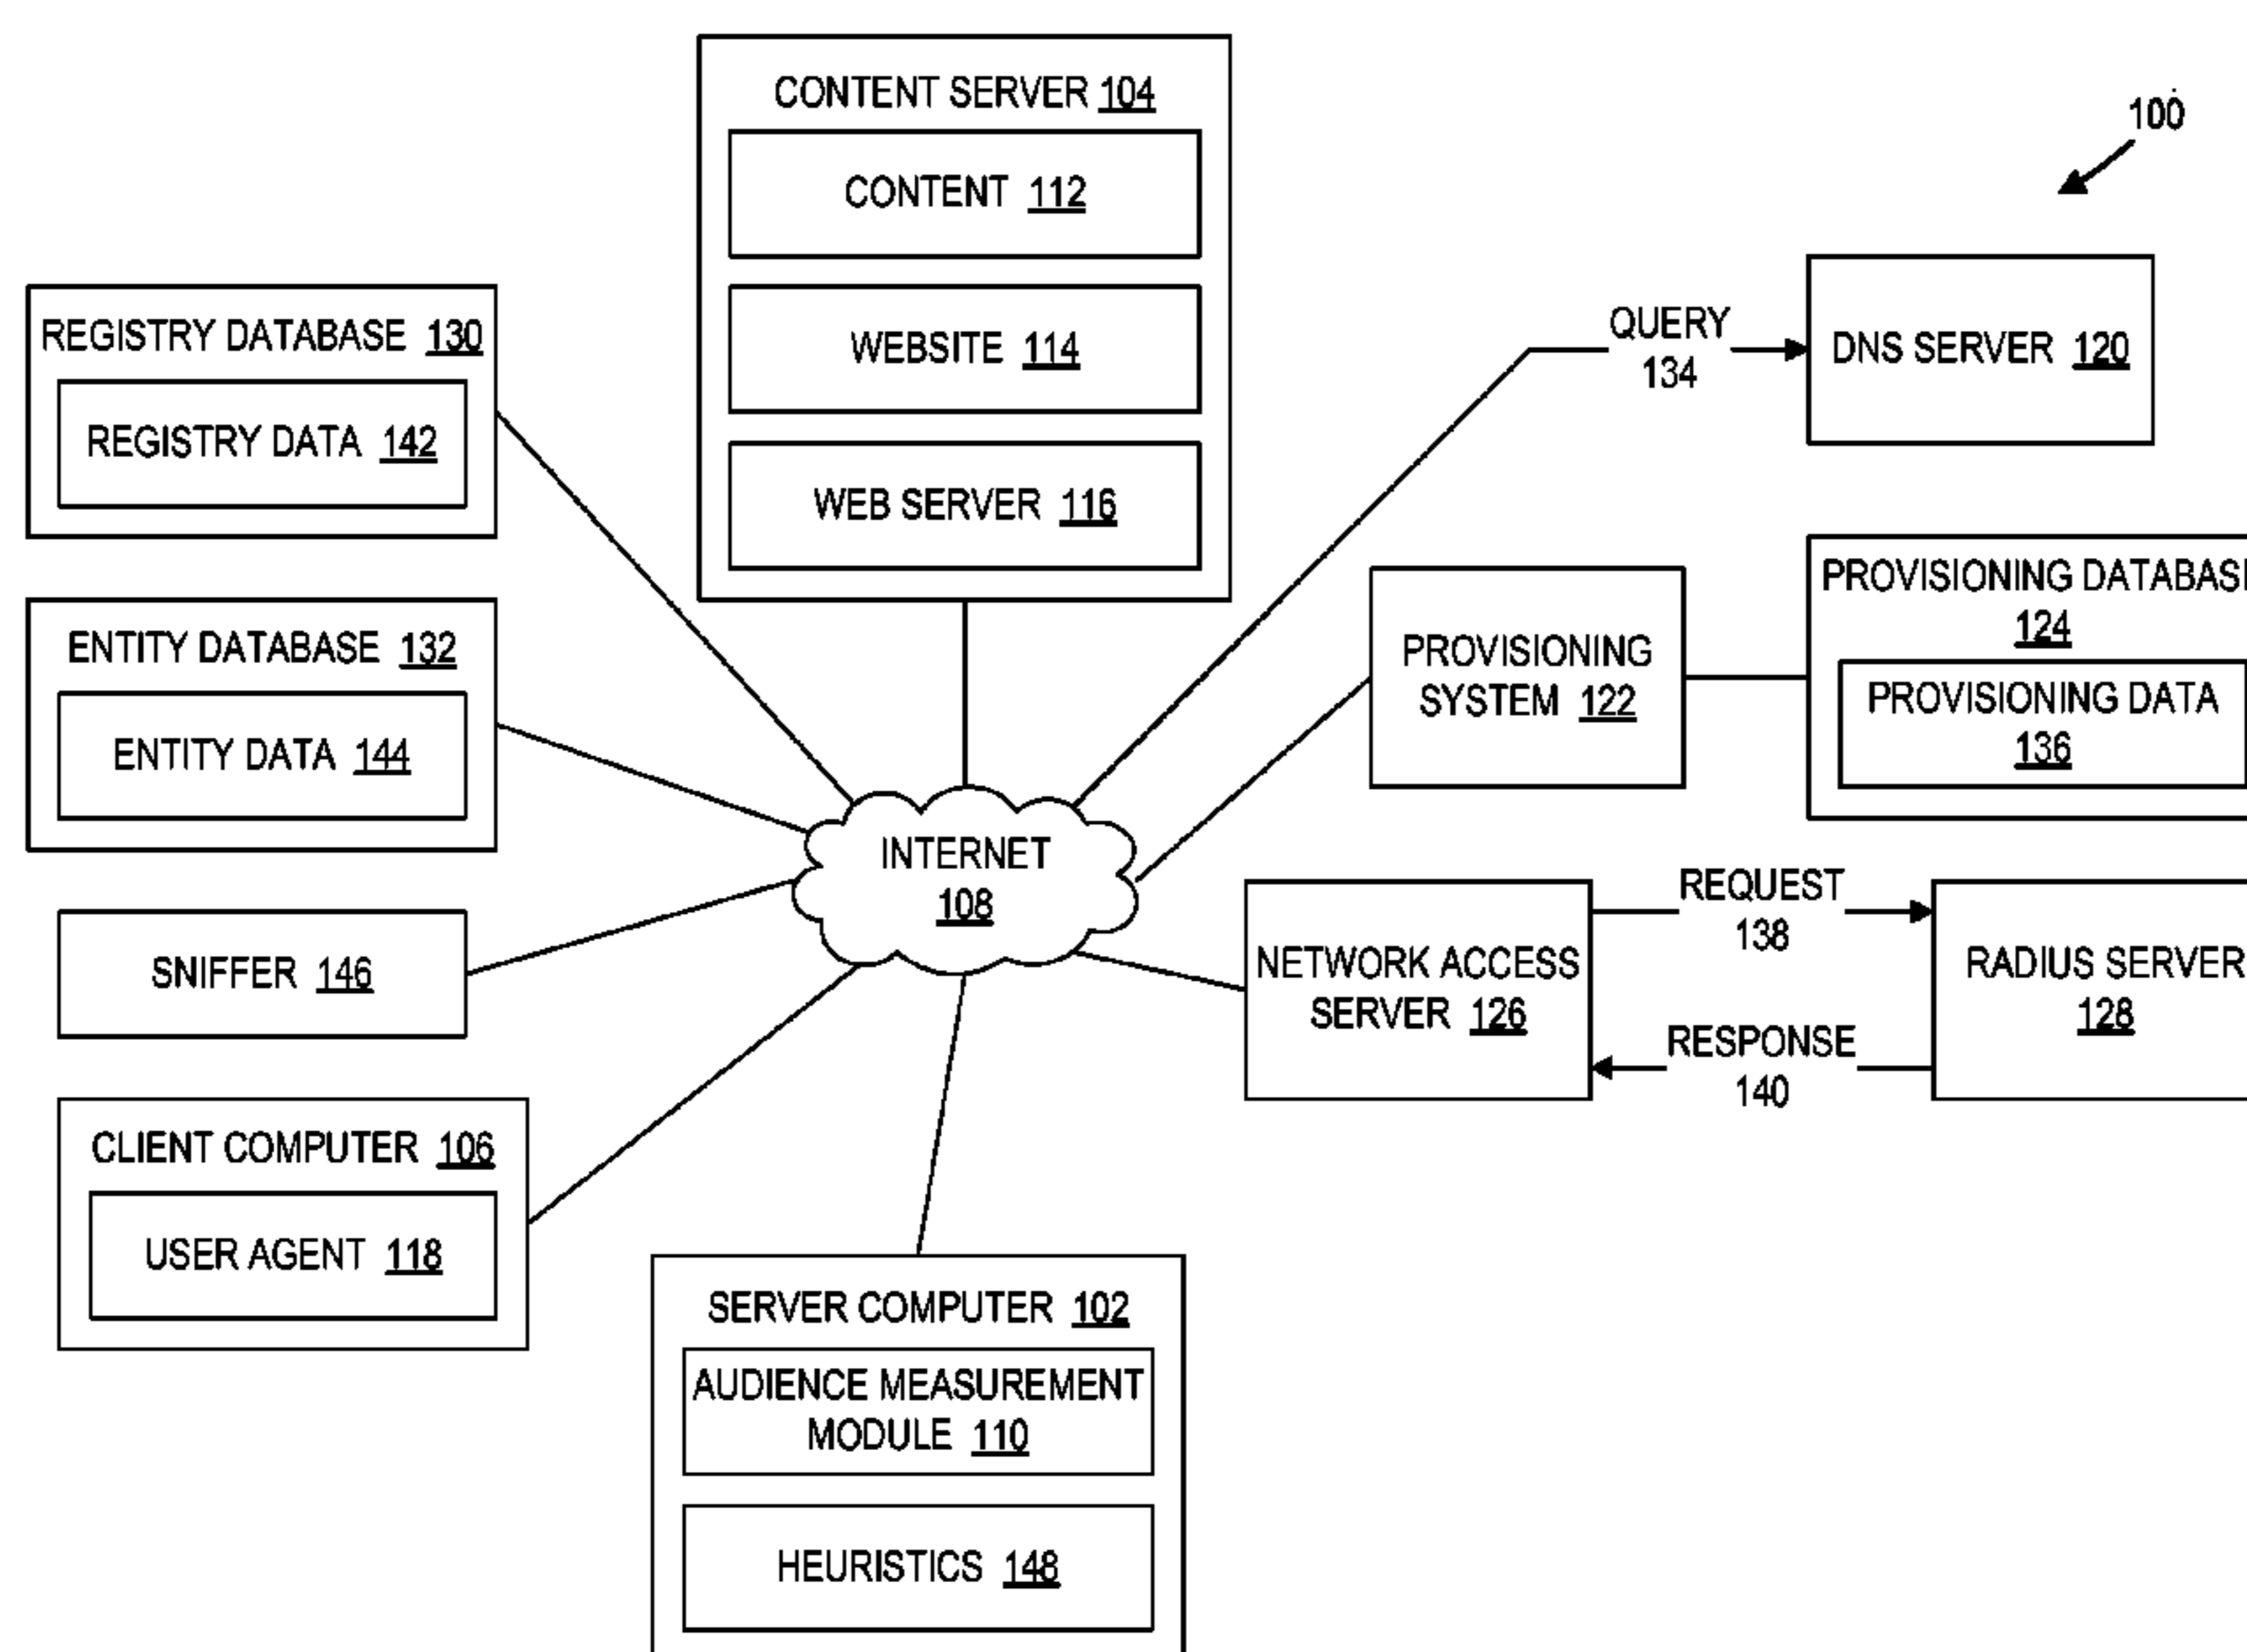 CONTENT SERVER 104
CONTENT 112
WEBSITE 114
WEB SERVER 116
100
REGISTRY DATABASE 130
REGISTRY DATA 142
QUERY
134
DNS SERVER 120
ENTITY DATABASE 132
ENTITY DATA 144
PROVISIONING
SYSTEM 122
PROVISIONING
124
PROVISIONING DATA
136
INTERNET
108
SNIFFER 146
NETWORK ACCESS
SERVER 126
REQUEST
138
RESPONSE
140
RADIUS SERVER
128
CLIENT COMPUTER 106
USER AGENT 118
SERVER COMPUTER 102
AUDIENCE MEASUREMENT
MODULE 110
HEURISTICS 148